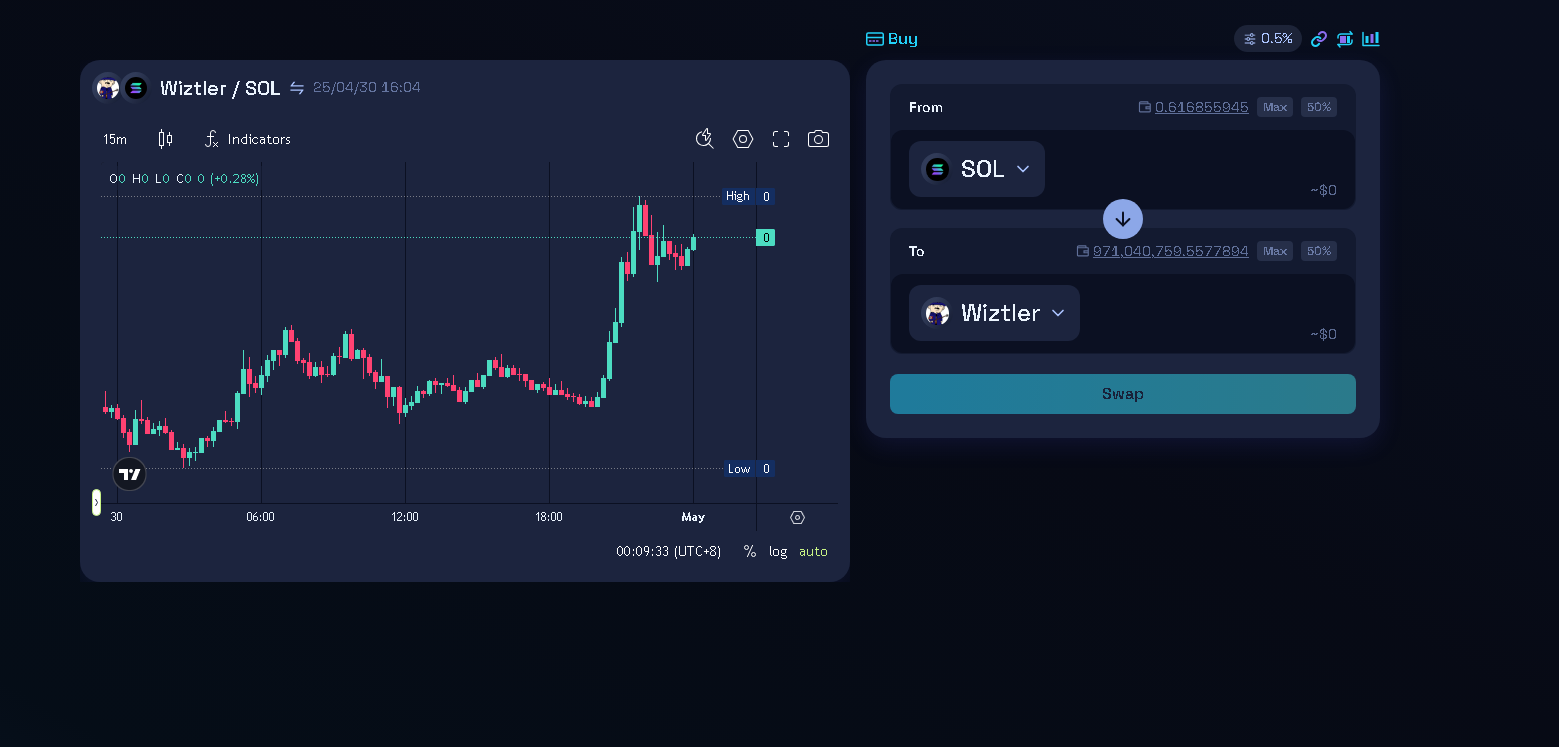 Buy
0.5%
Wiztler / SOL
25/04/30 16:04
15m
Indicators
O0 H0 L0 C0 0 (+0.28%)
High 0
0
Low 0
30 06:00 12:00 18:00 May
00:09:33 (UTC+8) % log auto
From
0.616855945 Max 50%
SOL
~$0
To
971,040,759.5577894 Max 50%
Wiztler
~$0
Swap